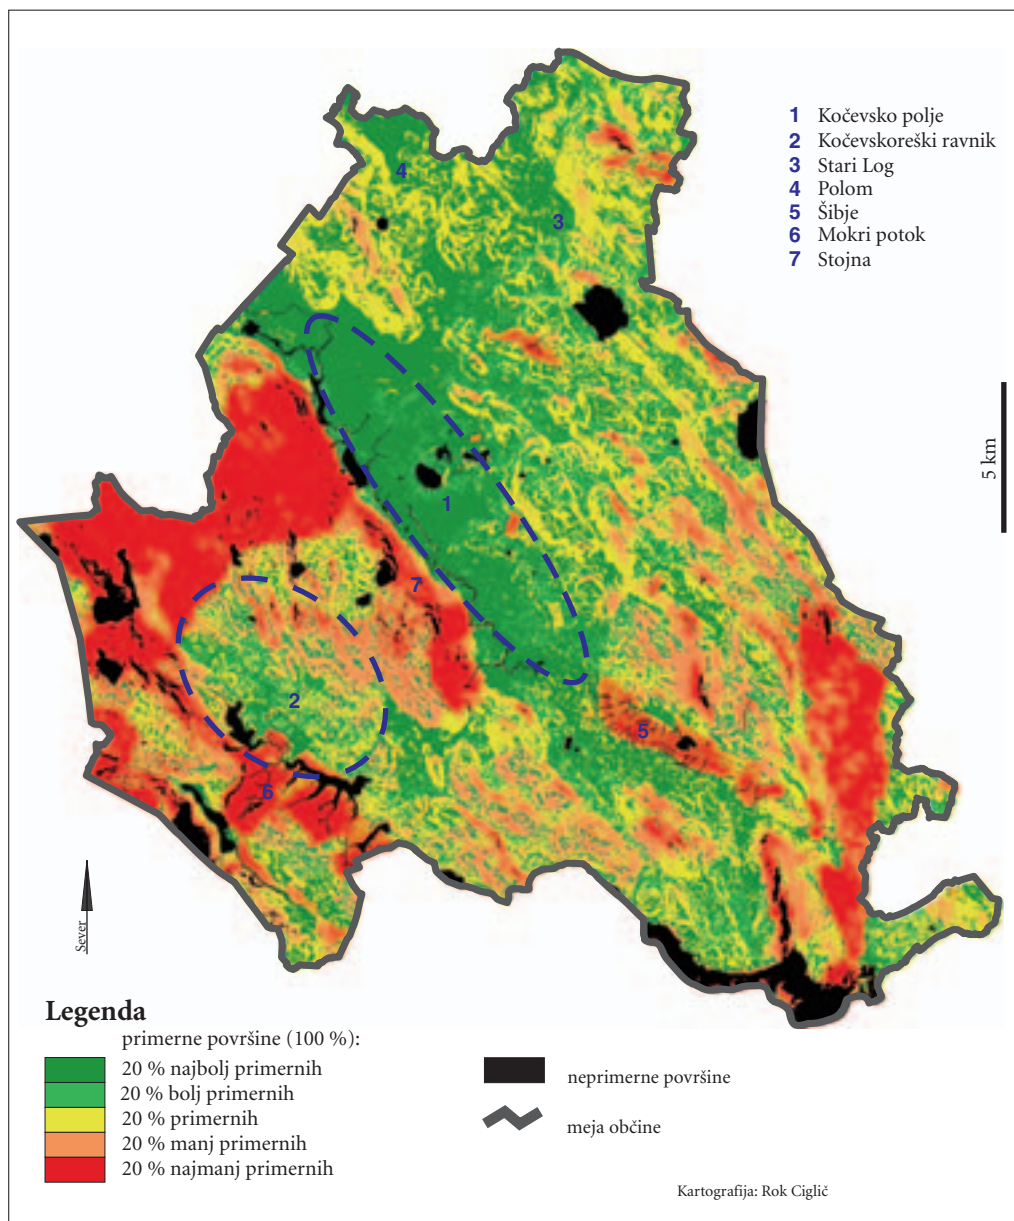 1 Kočevsko polje
2 Kočevskoreški ravnik
3 Stari Log
4 Polom
5 Šibje
6 Mokri potok
7 Stojna
4
3
1
7
2
5
6
5 km
Sever
Legenda
primerne površine (100 %):
20 % najbolj primernih
20 % bolj primernih
20 % primernih
20 % manj primernih
20 % najmanj primernih
neprimerne površine
meja občine
Kartografija: Rok Ciglič